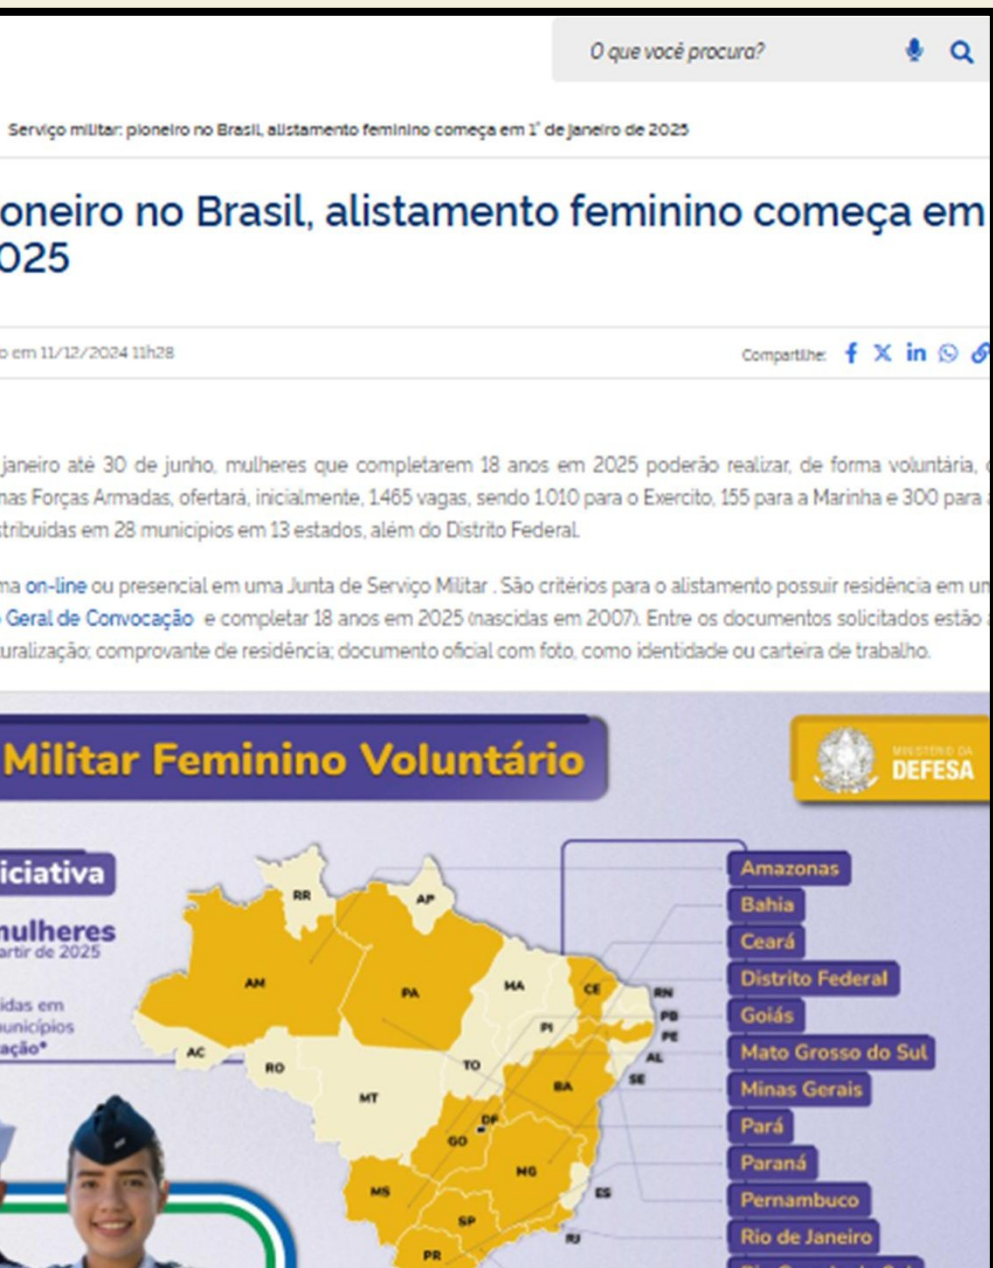 O que você procura?
Serviço militar: pioneiro no Brasil, alistamento feminino começa em 1º de janeiro de 2025
oneiro no Brasil, alistamento feminino começa em
025
o em 11/12/2024 11h28
Compartilhe:
janeiro até 30 de junho, mulheres que completarem 18 anos em 2025 poderão realizar, de forma voluntária,
nas Forças Armadas, ofertará, inicialmente, 1.465 vagas, sendo 1.010 para o Exercito, 155 para a Marinha e 300 para
stribuidas em 28 municípios em 13 estados, além do Distrito Federal.
ma on-line ou presencial em uma Junta de Serviço Militar . São critérios para o alistamento possuir residência em um
Geral de Convocação e completar 18 anos em 2025 (nascidas em 2007). Entre os documentos solicitados estão
uralização; comprovante de residência; documento oficial com foto, como identidade ou carteira de trabalho.
Militar Feminino Voluntário
MINISTÉRIO DA
DEFESA
iciativa
mulheres
artir de 2025
idas em
unicípios
ação*
RR
AP
AM
PA
MA
CE
RN
PB
PE
PI
AL
SE
AC
RO
TO
BA
MT
DF
GO
MG
MS
ES
SP
RJ
PR
Amazonas
Bahia
Ceará
Distrito Federal
Goiás
Mato Grosso do Sul
Minas Gerais
Pará
Paraná
Pernambuco
Rio de Janeiro